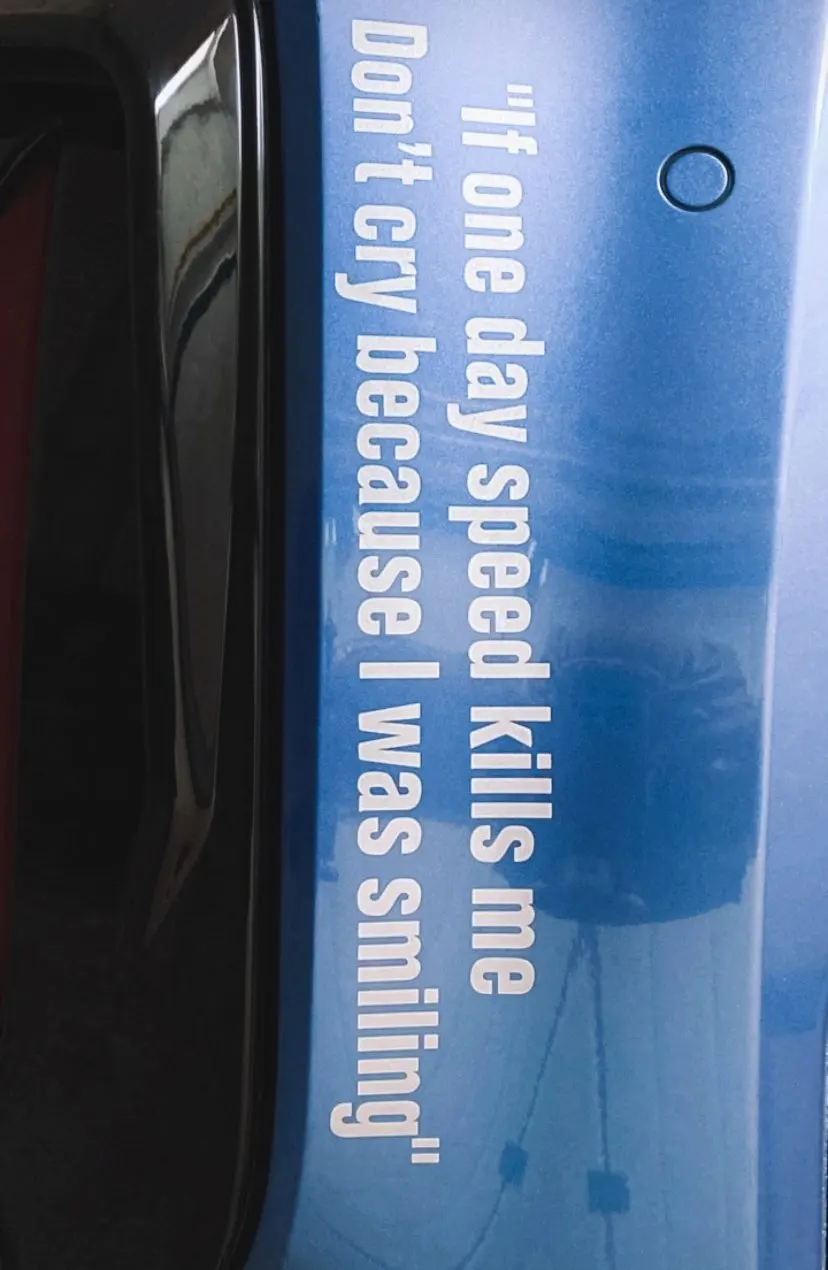 "If one day speed kills me
Don't cry because I was smiling"